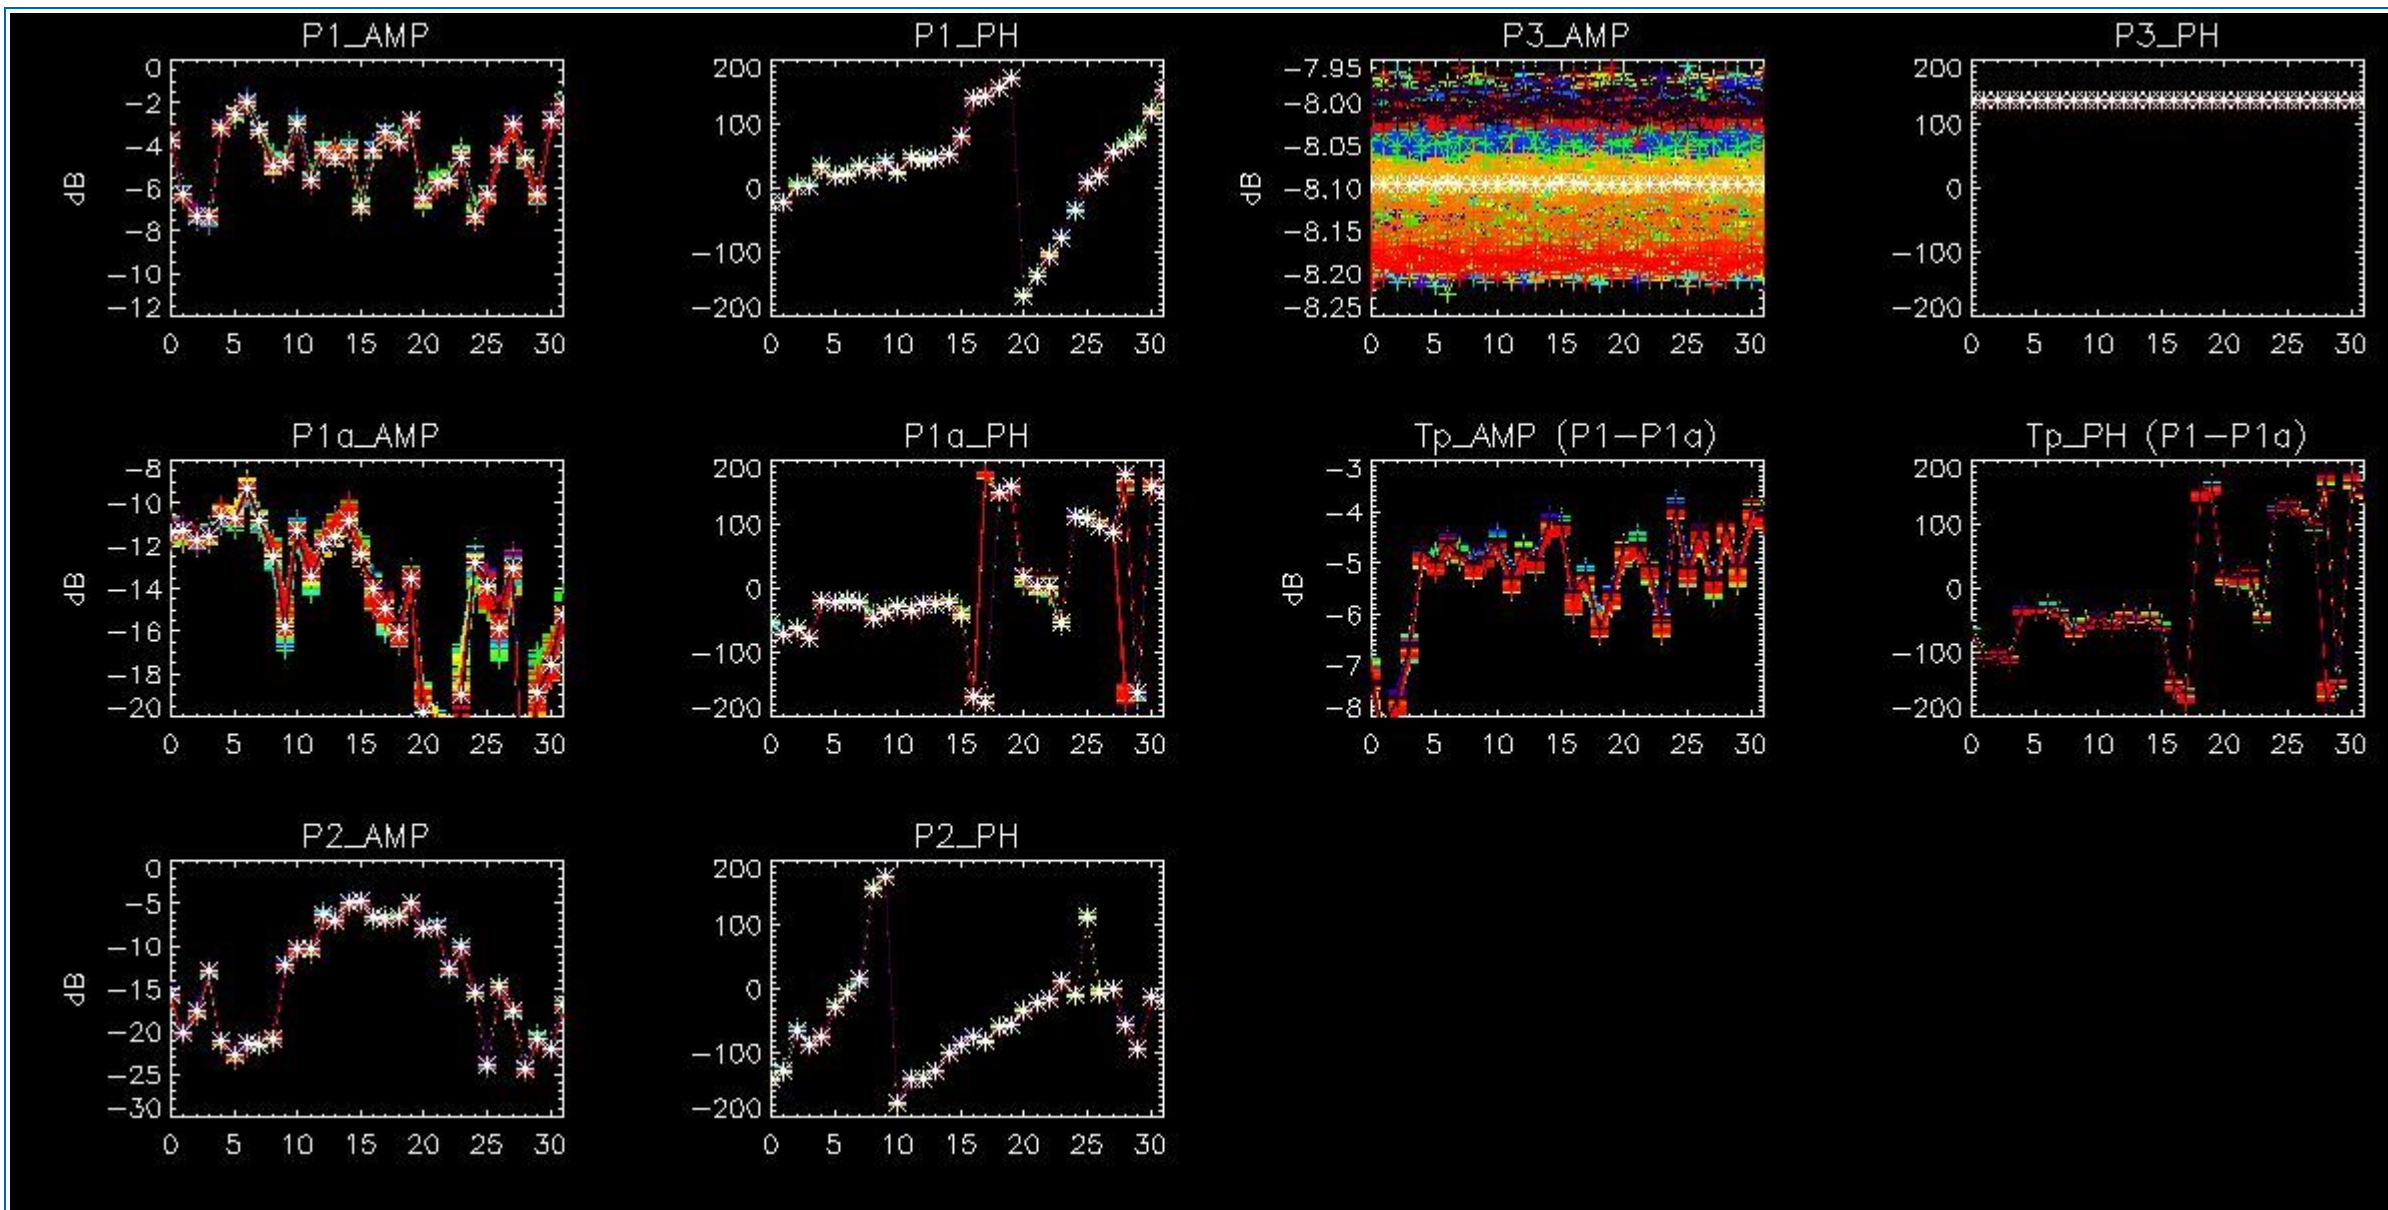 P1_AMP
0
−2
−4
−6
−8
−10
−12
dB
0 5 10 15 20 25 30
P1_PH
200
100
0
−100
−200
0 5 10 15 20 25 30
P3_AMP
−7.95
−8.00
−8.05
−8.10
−8.15
−8.20
−8.25
dB
0 5 10 15 20 25 30
P3_PH
200
100
0
−100
−200
0 5 10 15 20 25 30
P1a_AMP
−8
−10
−12
−14
−16
−18
−20
dB
0 5 10 15 20 25 30
P1a_PH
200
100
0
−100
−200
0 5 10 15 20 25 30
Tp_AMP (P1−P1a)
−3
−4
−5
−6
−7
−8
dB
0 5 10 15 20 25 30
Tp_PH (P1−P1a)
200
100
0
−100
−200
0 5 10 15 20 25 30
P2_AMP
0
−5
−10
−15
−20
−25
−30
dB
0 5 10 15 20 25 30
P2_PH
200
100
0
−100
−200
0 5 10 15 20 25 30